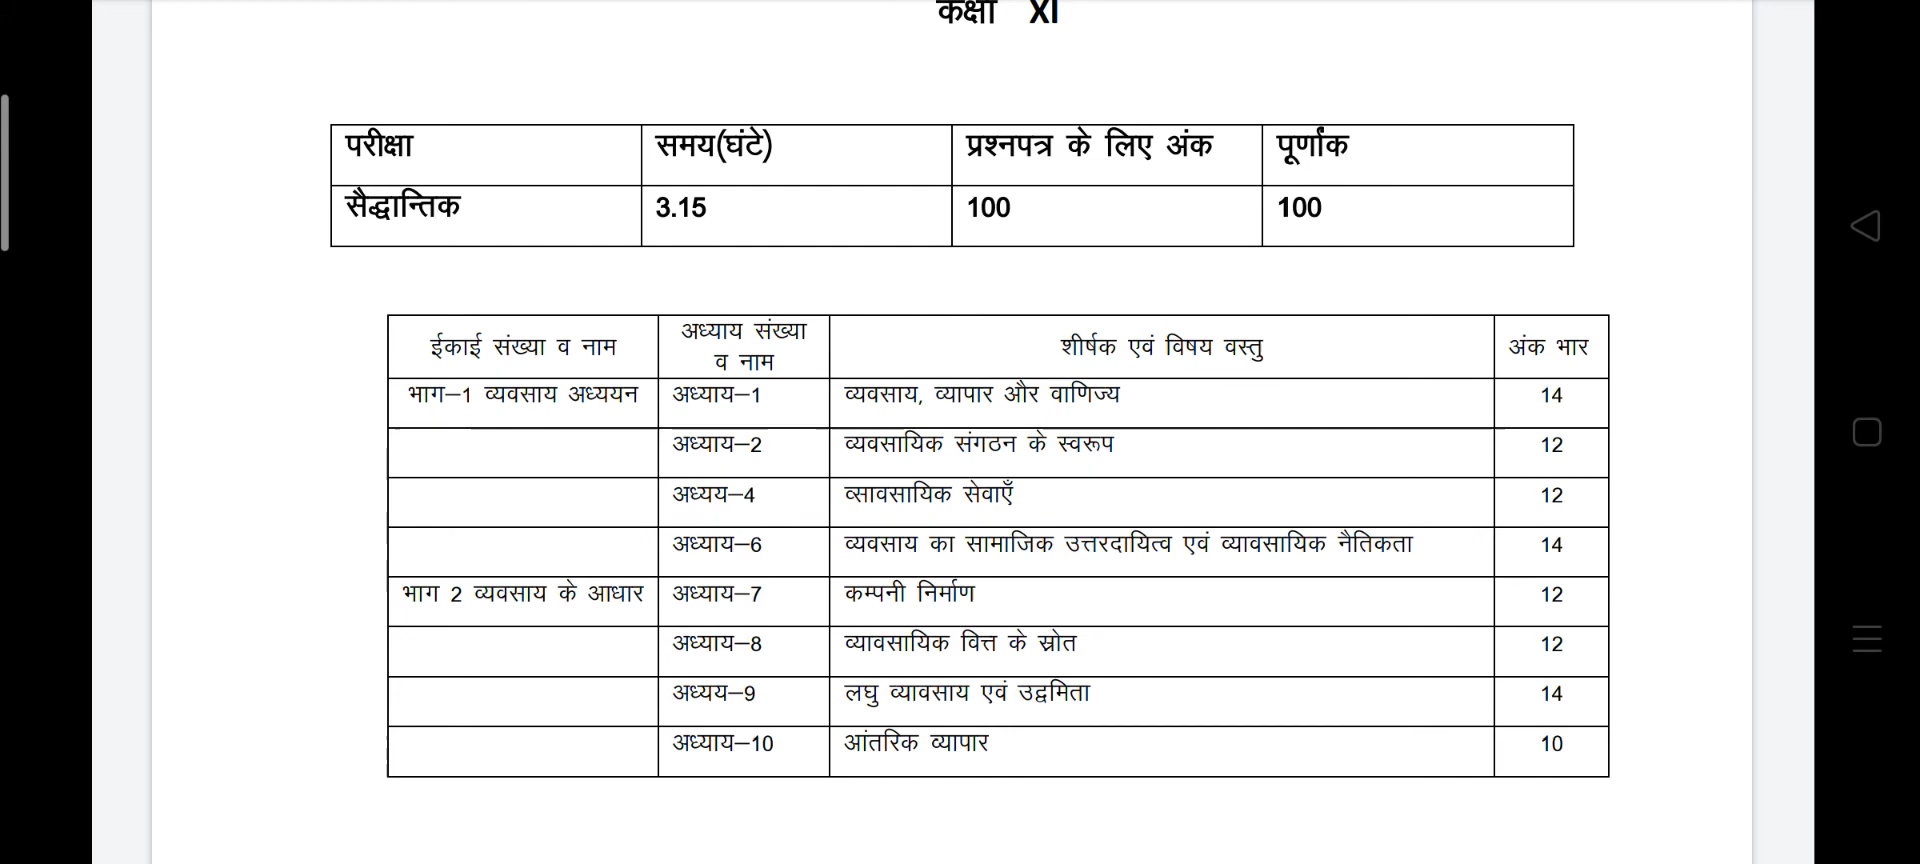 कक्षा XI
परीक्षा समय(घंटे) प्रश्नपत्र के लिए अंक पूर्णांक
सैद्धान्तिक 3.15 100 100
ईकाई संख्या व नाम अध्याय संख्या व नाम शीर्षक एवं विषय वस्तु अंक भार
भाग–1 व्यवसाय अध्ययन अध्याय–1 व्यवसाय, व्यापार और वाणिज्य 14
अध्याय–2 व्यवसायिक संगठन के स्वरूप 12
अध्यय–4 व्सावसायिक सेवाएँ 12
अध्याय–6 व्यवसाय का सामाजिक उत्तरदायित्व एवं व्यावसायिक नैतिकता 14
भाग 2 व्यवसाय के आधार अध्याय–7 कम्पनी निर्माण 12
अध्याय–8 व्यावसायिक वित्त के स्रोत 12
अध्यय–9 लघु व्यावसाय एवं उद्वमिता 14
अध्याय–10 आंतरिक व्यापार 10